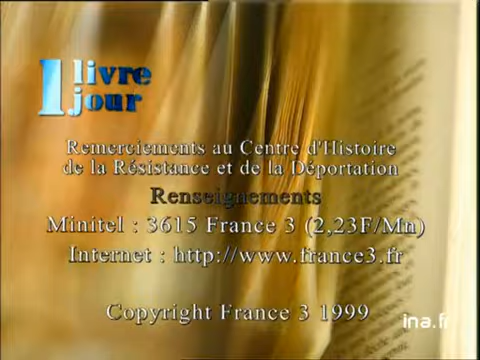 1 livre
jour
Remerciements au Centre d'Histoire
de la Résistance et de la Déportation
Renseignements
Minitel : 3615 France 3 (2,23F/Mn)
Internet : http://www.france3.fr
Copyright France 3 1999
ina.fr